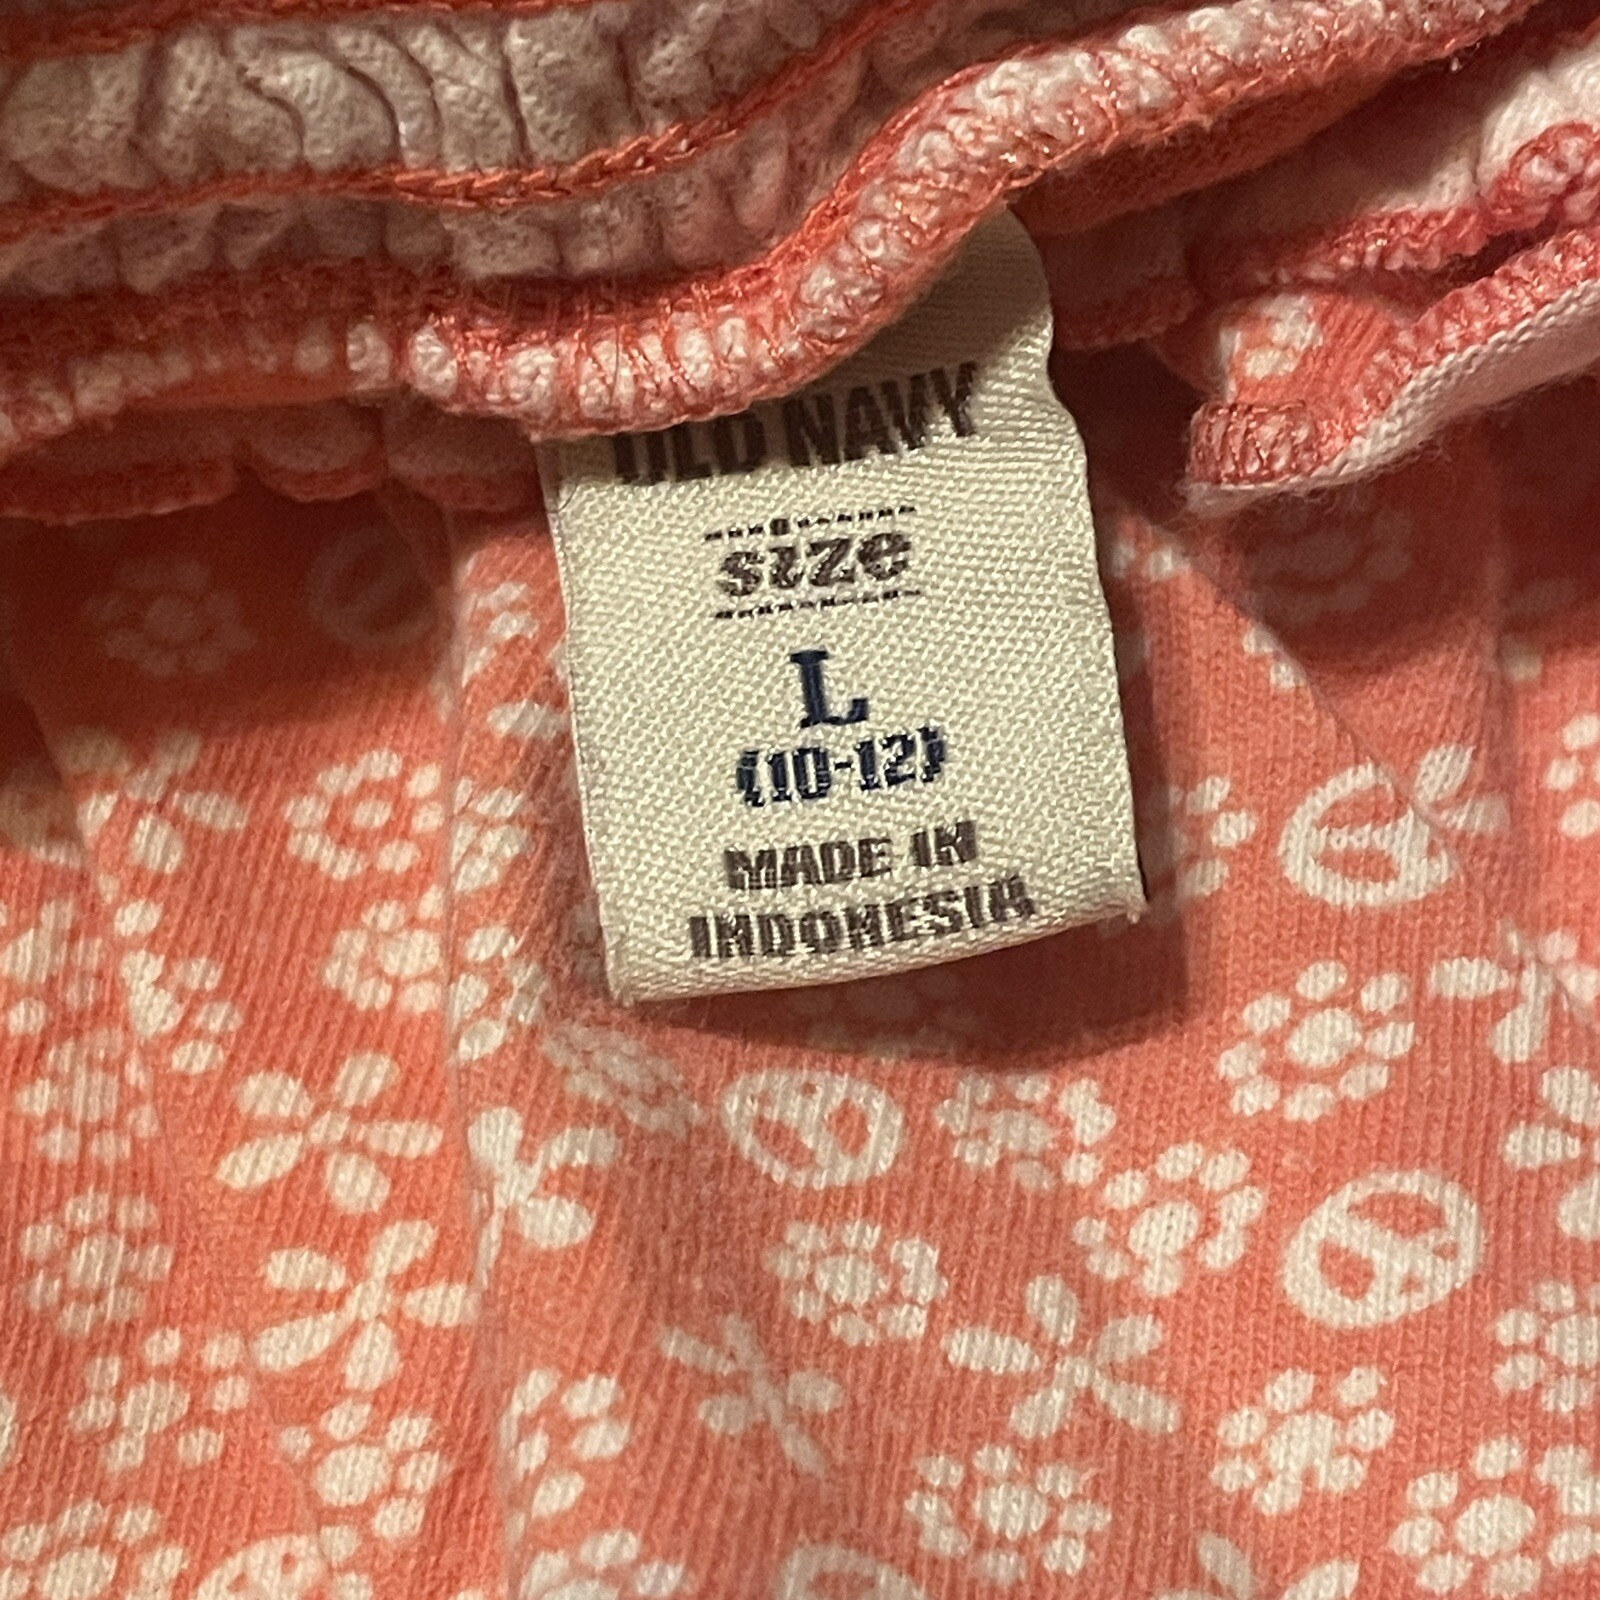 OLD NAVY
size
L
(10-12)
MADE IN
INDONESIA